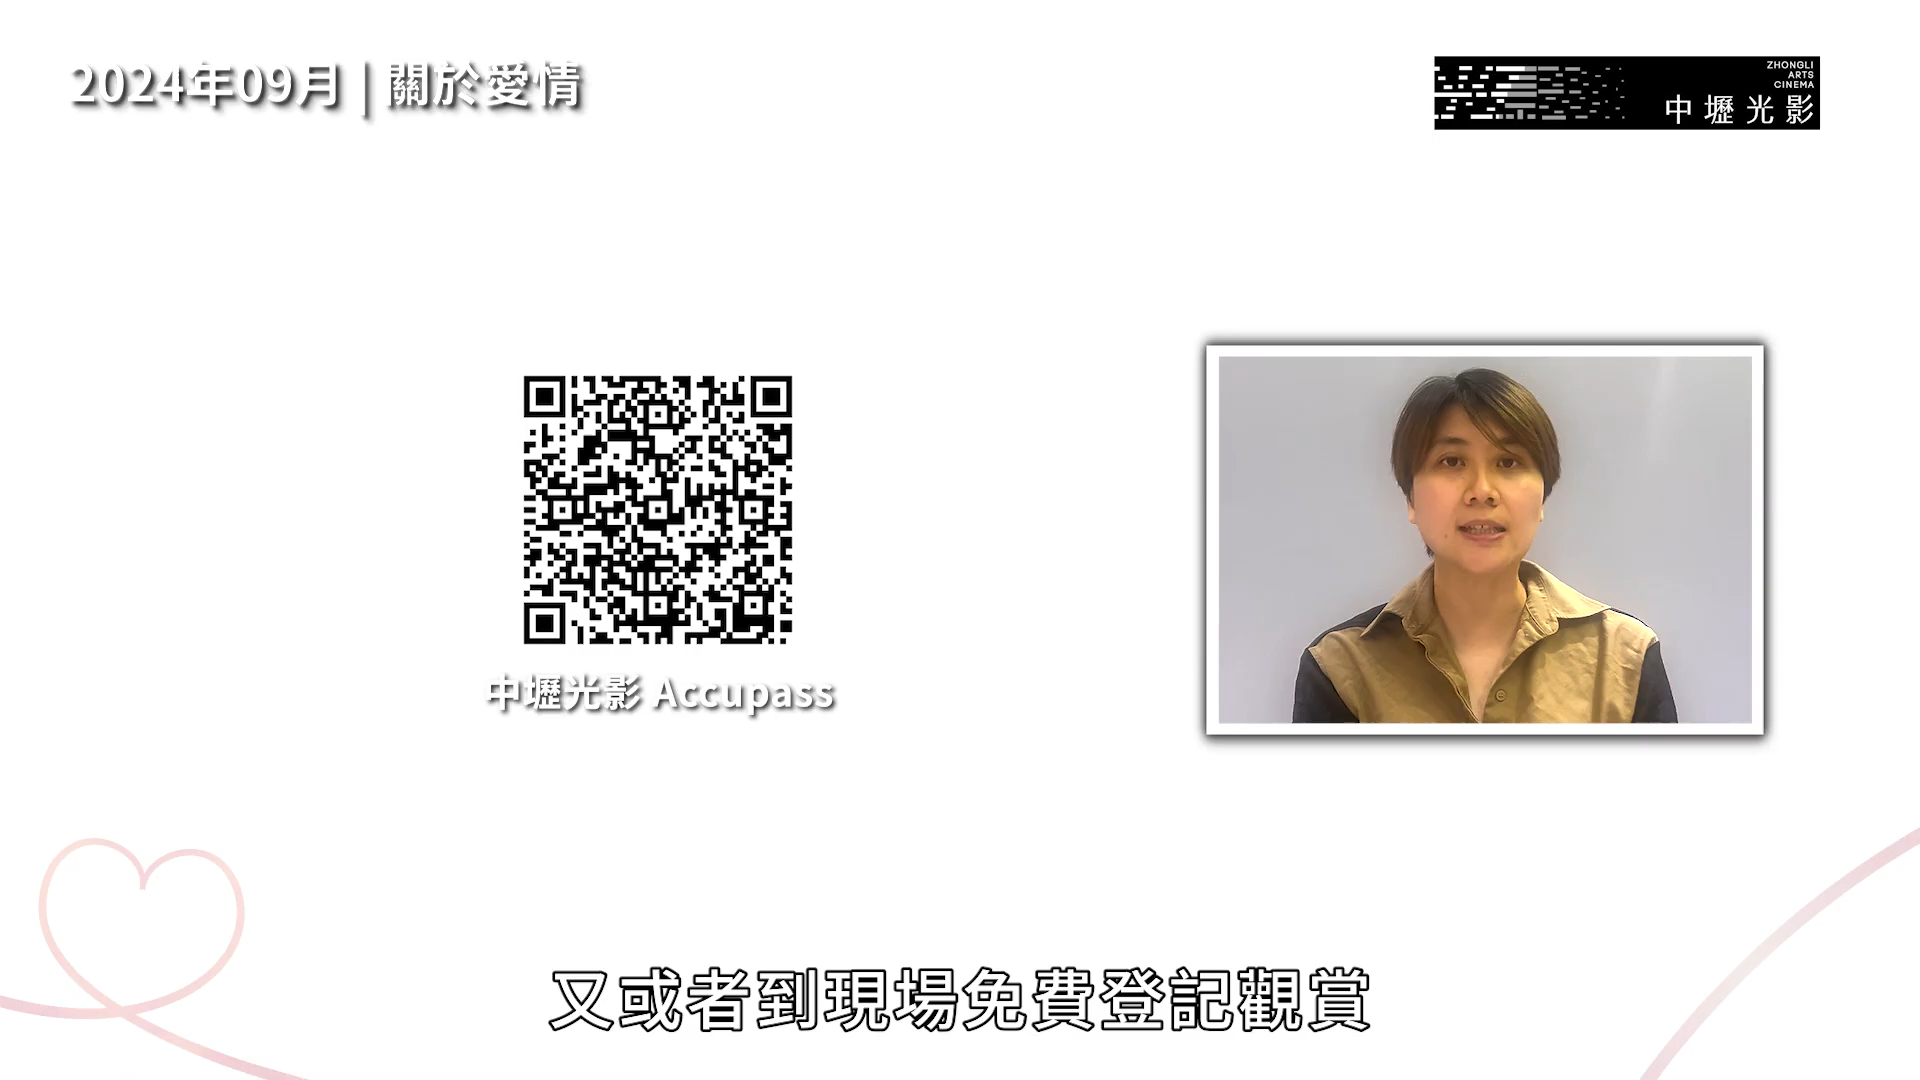 2024年09月 | 關於愛情
ZHONGLI
ARTS
CINEMA
中壢光影
中壢光影 Accupass
又或者到現場免費登記觀賞